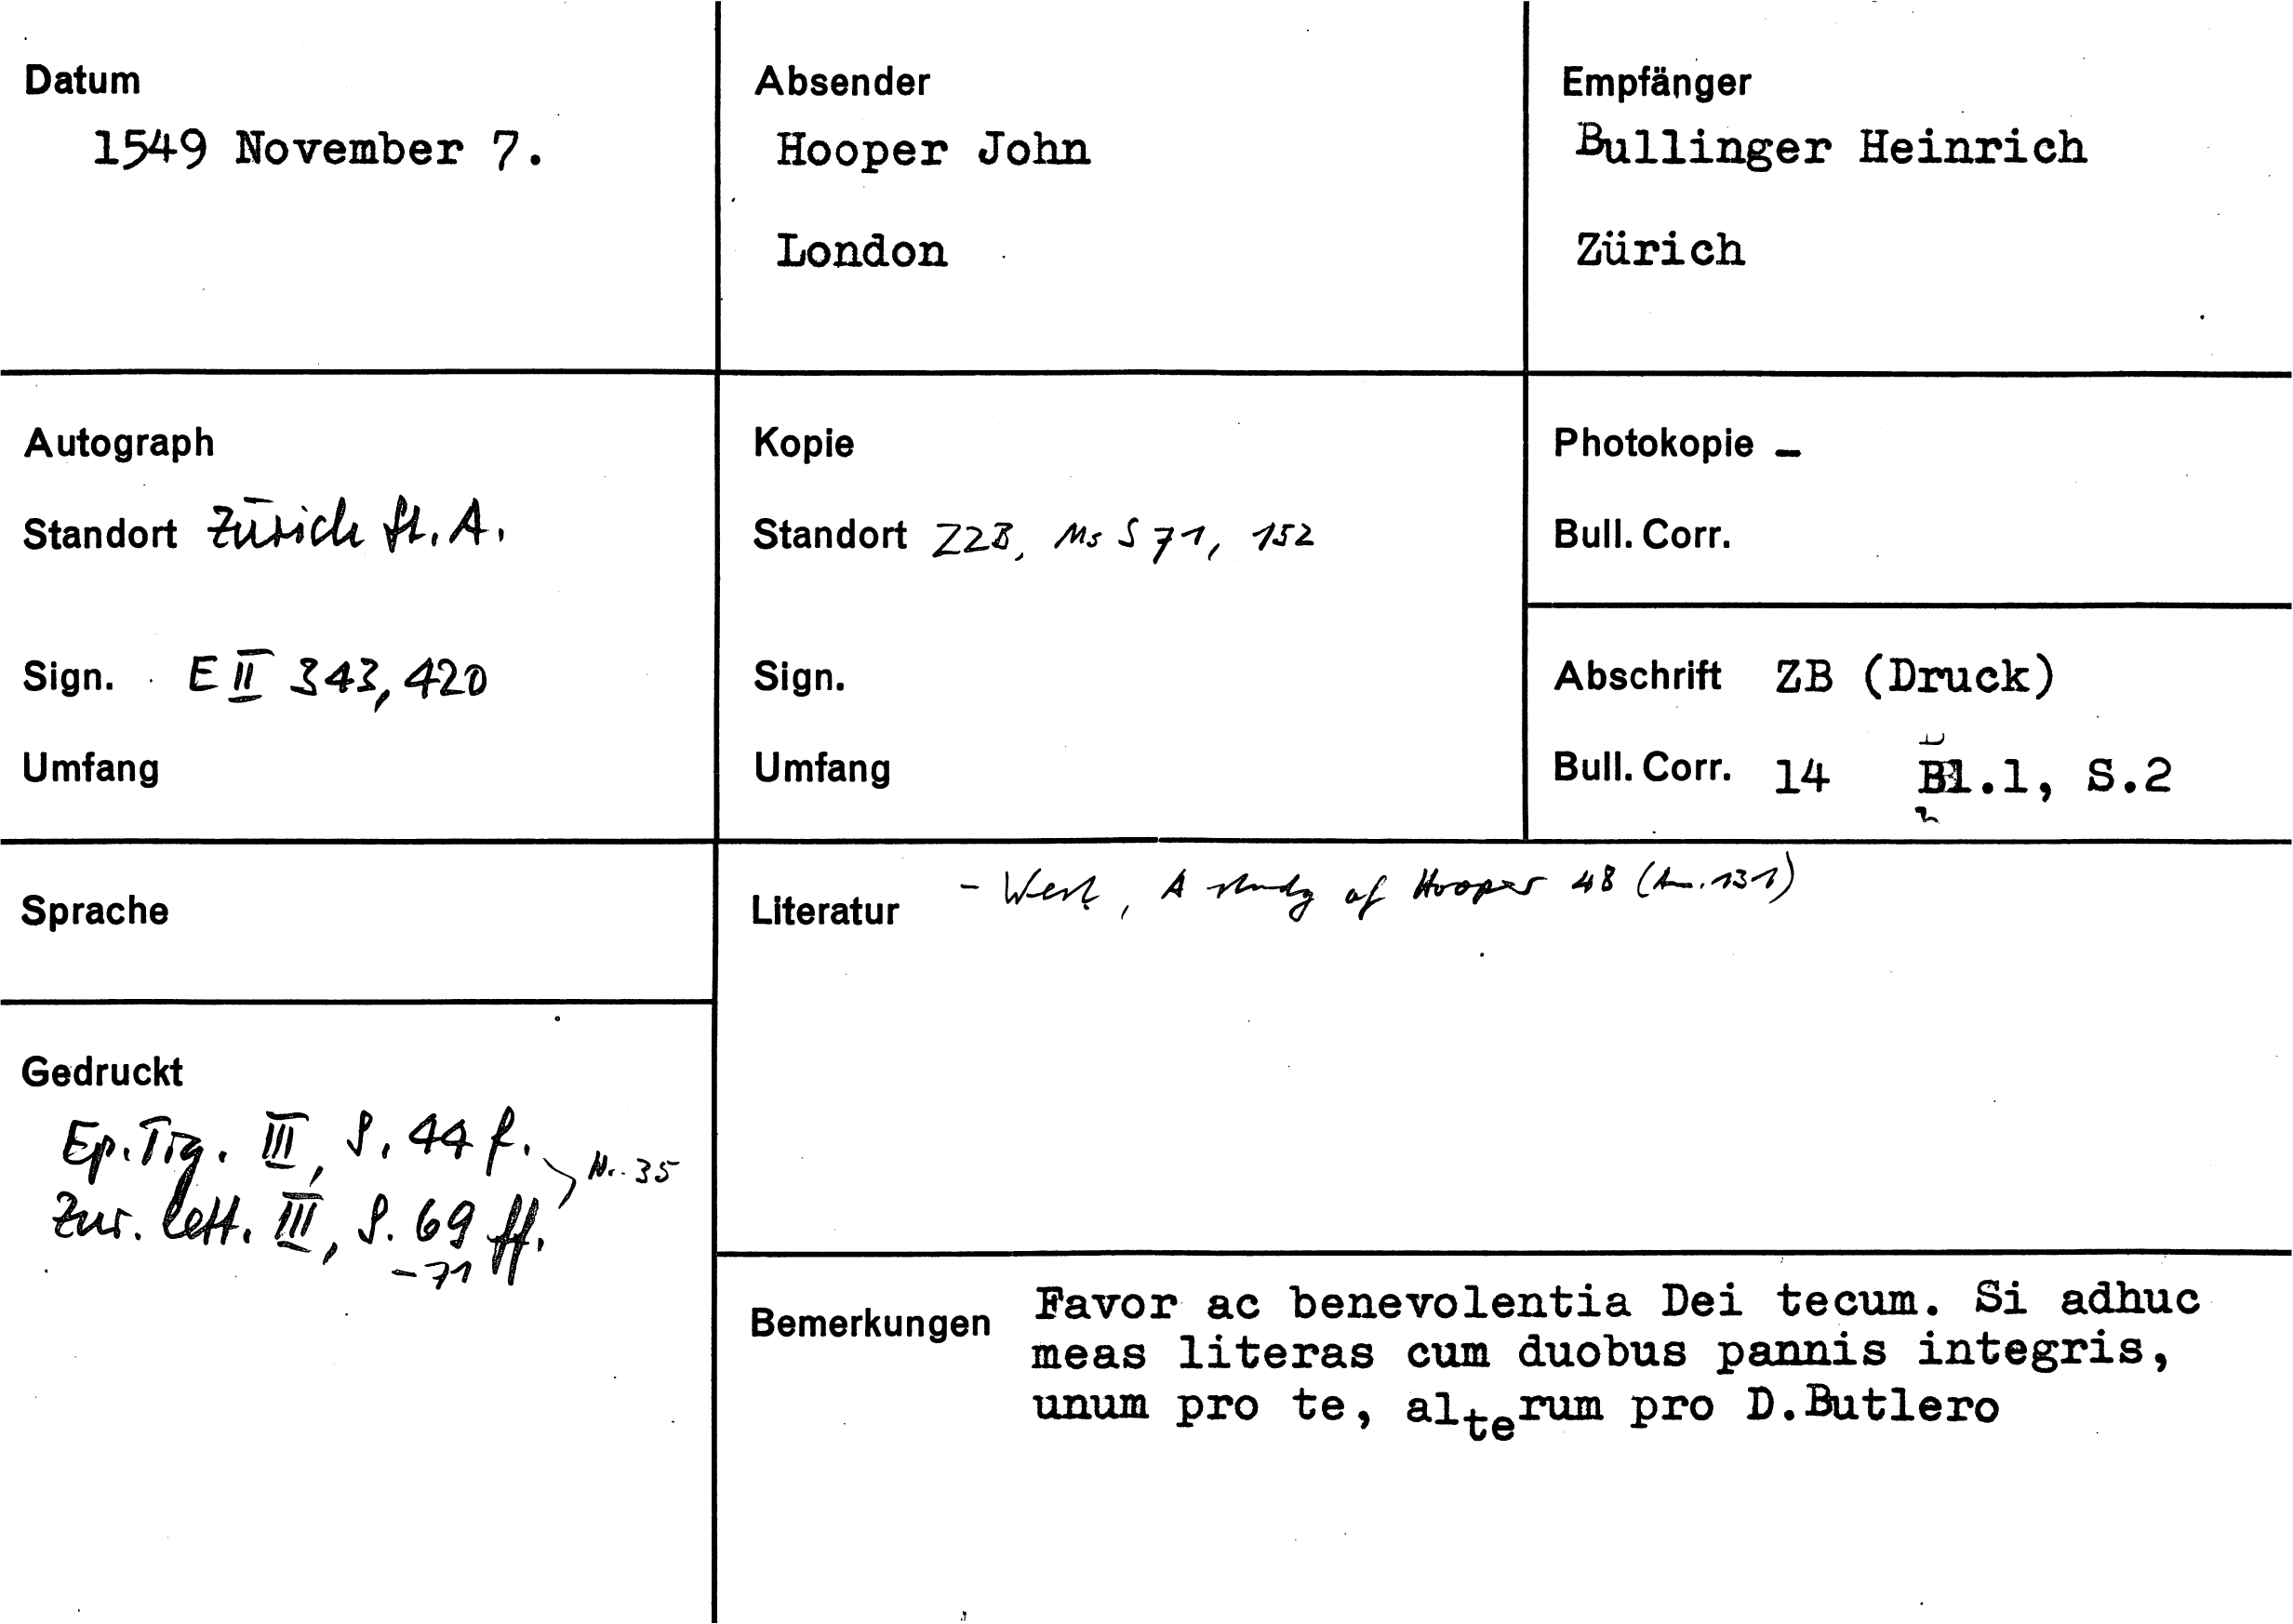 Datum
1549 November 7.
Absender
Hooper John
London
Empfänger
Bullinger Heinrich
Zürich
Autograph
Standort Zürich St. A.
Sign. E II 343, 420
Umfang
Kopie
Standort ZZB, Ms S 71, 152
Sign.
Umfang
Photokopie -
Bull. Corr.
Abschrift ZB (Druck)
Bull. Corr. 14 Bl.1, S.2
Sprache
Literatur - West, A study of Hooper 48 (Am. 131)
Gedruckt
Ep. Tig. III, S. 44 f.
Nr. 35
Zur. lett. III, S. 69 ff.
-71
Bemerkungen Favor ac benevolentia Dei tecum. Si adhuc
meas literas cum duobus pannis integris,
unum pro te, alterum pro D.Butlero